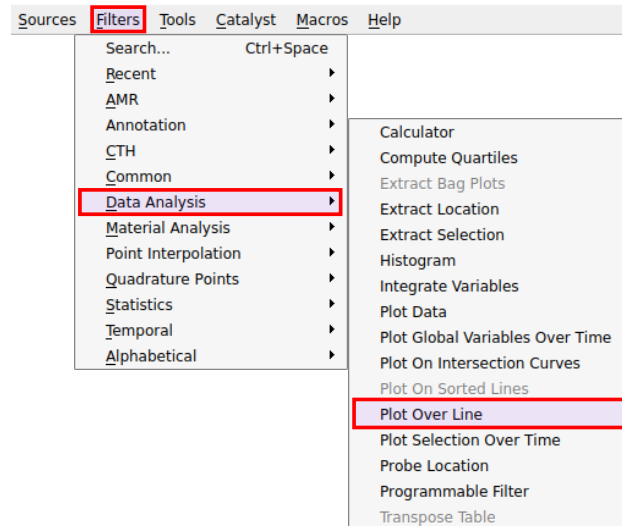 Sources Filters Tools Catalyst Macros Help
Search... Ctrl+Space
Recent
AMR
Annotation
CTH
Common
Data Analysis
Material Analysis
Point Interpolation
Quadrature Points
Statistics
Temporal
Alphabetical
Calculator
Compute Quartiles
Extract Bag Plots
Extract Location
Extract Selection
Histogram
Integrate Variables
Plot Data
Plot Global Variables Over Time
Plot On Intersection Curves
Plot On Sorted Lines
Plot Over Line
Plot Selection Over Time
Probe Location
Programmable Filter
Transpose Table